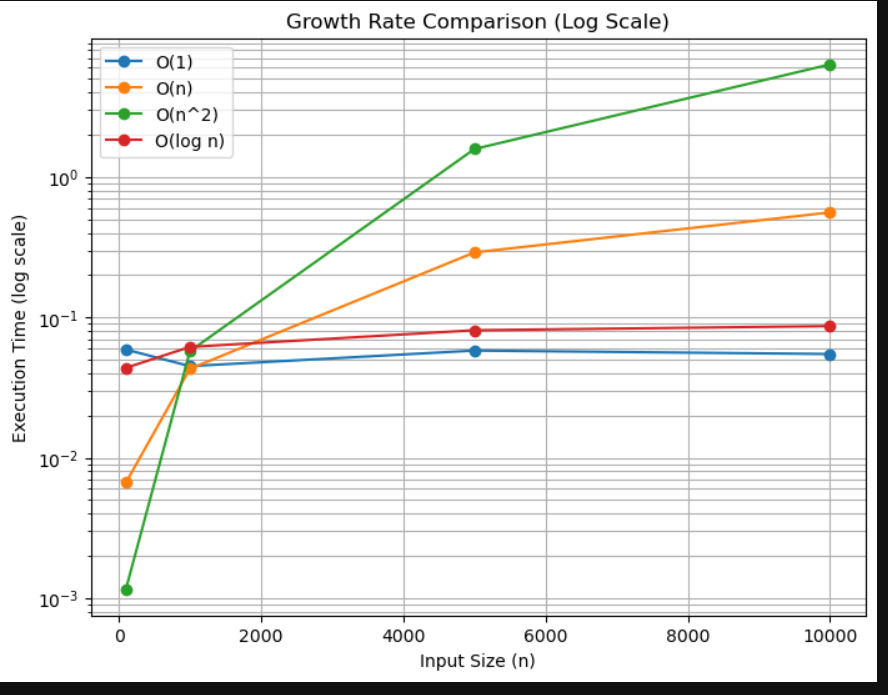 Growth Rate Comparison (Log Scale)
O(1)
O(n)
O(n^2)
O(log n)
Execution Time (log scale)
10⁰
10⁻¹
10⁻²
10⁻³
0 2000 4000 6000 8000 10000
Input Size (n)